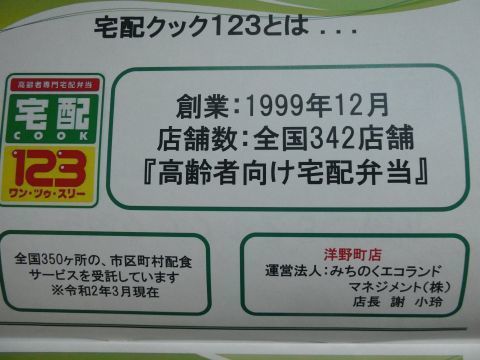 宅配クック123とは...
高齢者専門宅配弁当
宅配
COOK
123
ワン・ツゥ・スリー
創業:1999年12月
店舗数:全国342店舗
『高齢者向け宅配弁当』
全国350ヶ所の、市区町村配食
サービスを受託しています
※令和2年3月現在
洋野町店
運営法人:みちのくエコランド
マネジメント(株)
店長 謝 小玲